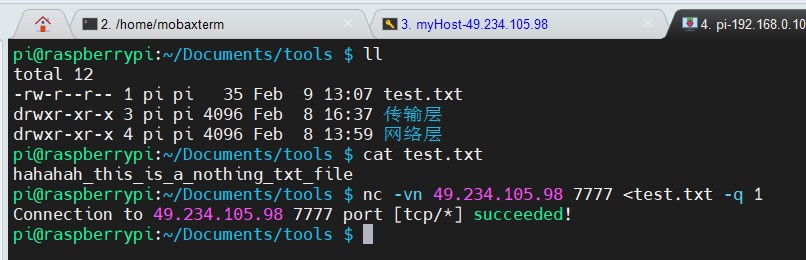 2. /home/mobaxterm
3. myHost-49.234.105.98
4. pi-192.168.0.10
pi@raspberrypi:~/Documents/tools $ ll
total 12
-rw-r--r-- 1 pi pi   35 Feb  9 13:07 test.txt
drwxr-xr-x 3 pi pi 4096 Feb  8 16:37 传输层
drwxr-xr-x 4 pi pi 4096 Feb  8 13:59 网络层
pi@raspberrypi:~/Documents/tools $ cat test.txt
hahahah_this_is_a_nothing_txt_file
pi@raspberrypi:~/Documents/tools $ nc -vn 49.234.105.98 7777 <test.txt -q 1
Connection to 49.234.105.98 7777 port [tcp/*] succeeded!
pi@raspberrypi:~/Documents/tools $